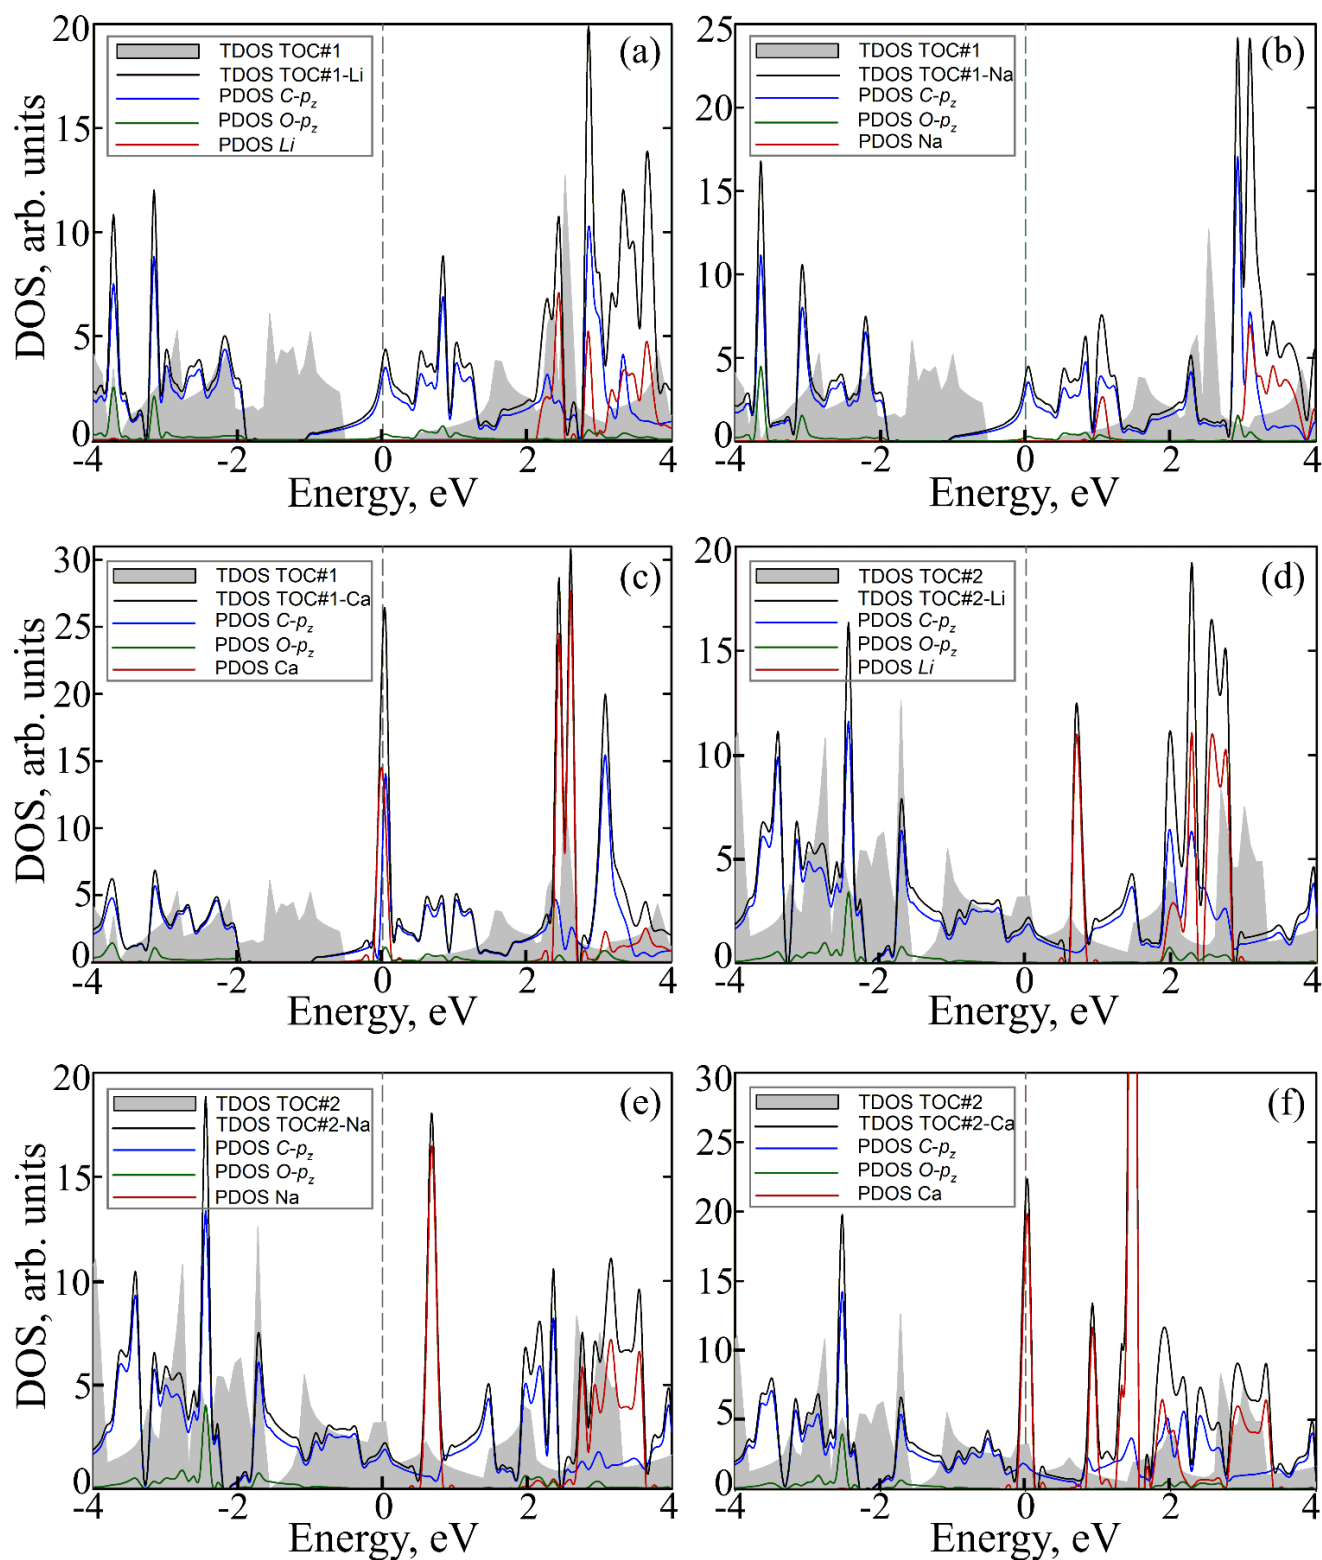 (a)
TDOS TOC#1
TDOS TOC#1-Li
PDOS C-pz
PDOS O-pz
PDOS Li
20
15
10
5
0
-4 -2 0 2 4
DOS, arb. units
Energy, eV
(b)
TDOS TOC#1
TDOS TOC#1-Na
PDOS C-pz
PDOS O-pz
PDOS Na
25
20
15
10
5
0
-4 -2 0 2 4
Energy, eV
(c)
TDOS TOC#1
TDOS TOC#1-Ca
PDOS C-pz
PDOS O-pz
PDOS Ca
30
25
20
15
10
5
0
-4 -2 0 2 4
DOS, arb. units
Energy, eV
(d)
TDOS TOC#2
TDOS TOC#2-Li
PDOS C-pz
PDOS O-pz
PDOS Li
20
15
10
5
0
-4 -2 0 2 4
Energy, eV
(e)
TDOS TOC#2
TDOS TOC#2-Na
PDOS C-pz
PDOS O-pz
PDOS Na
20
15
10
5
0
-4 -2 0 2 4
DOS, arb. units
Energy, eV
(f)
TDOS TOC#2
TDOS TOC#2-Ca
PDOS C-pz
PDOS O-pz
PDOS Ca
30
25
20
15
10
5
0
-4 -2 0 2 4
Energy, eV